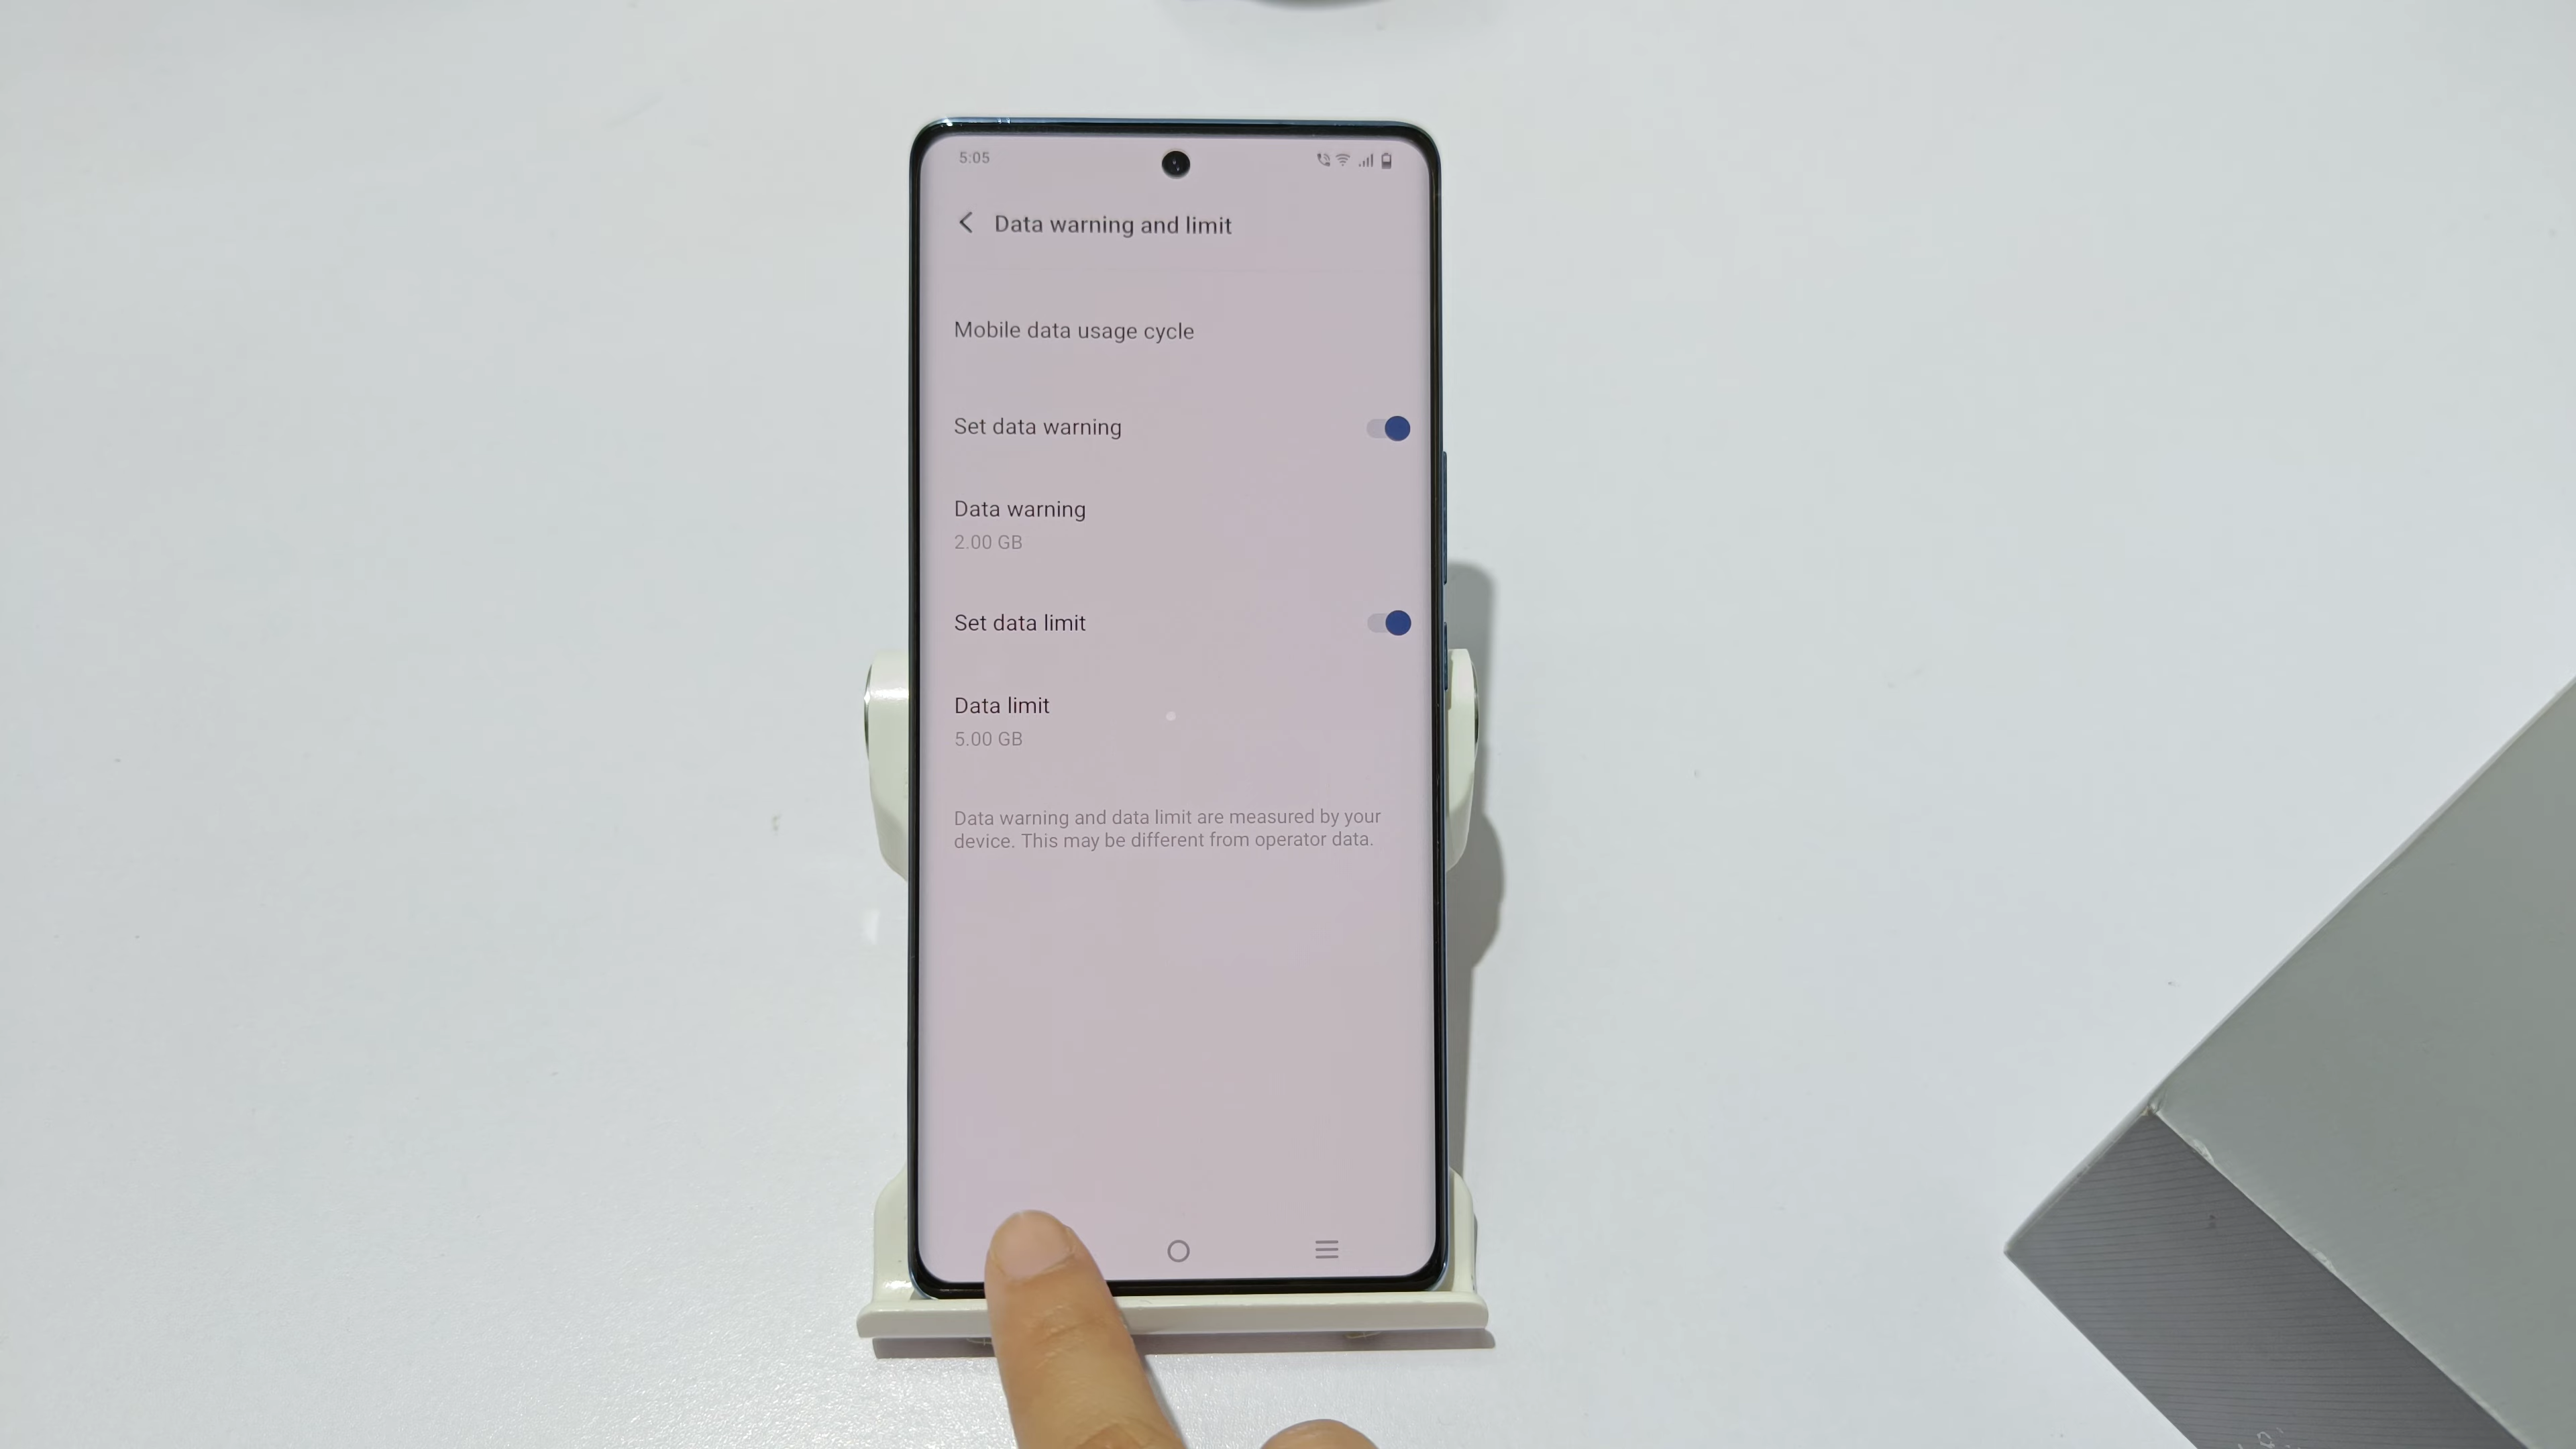 5:05
Data warning and limit
Mobile data usage cycle
Set data warning
Data warning
2.00 GB
Set data limit
Data limit
5.00 GB
Data warning and data limit are measured by your
device. This may be different from operator data.